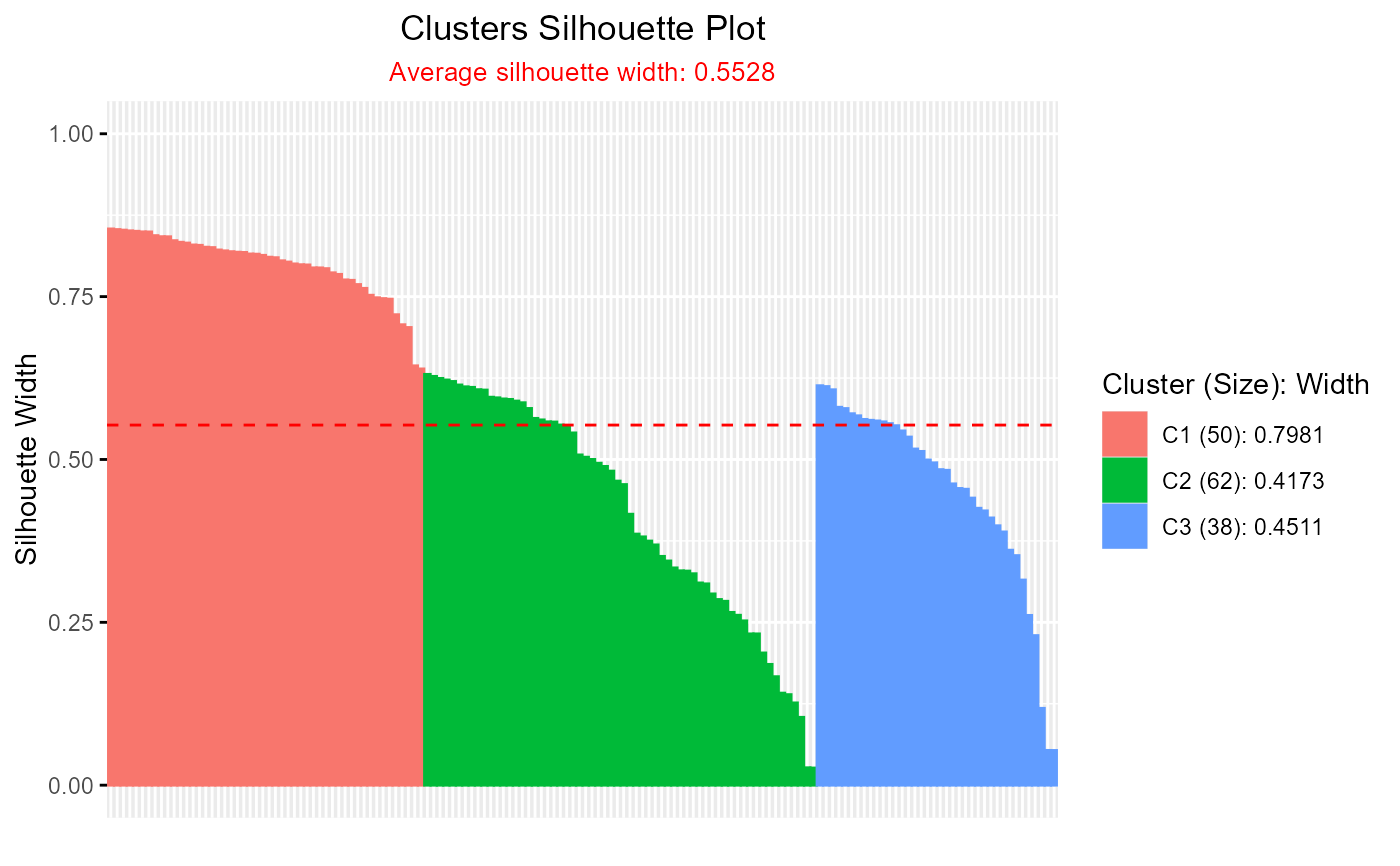 Clusters Silhouette Plot
Average silhouette width: 0.5528
1.00
0.75
0.50
0.25
0.00
Silhouette Width
Cluster (Size): Width
C1 (50): 0.7981
C2 (62): 0.4173
C3 (38): 0.4511